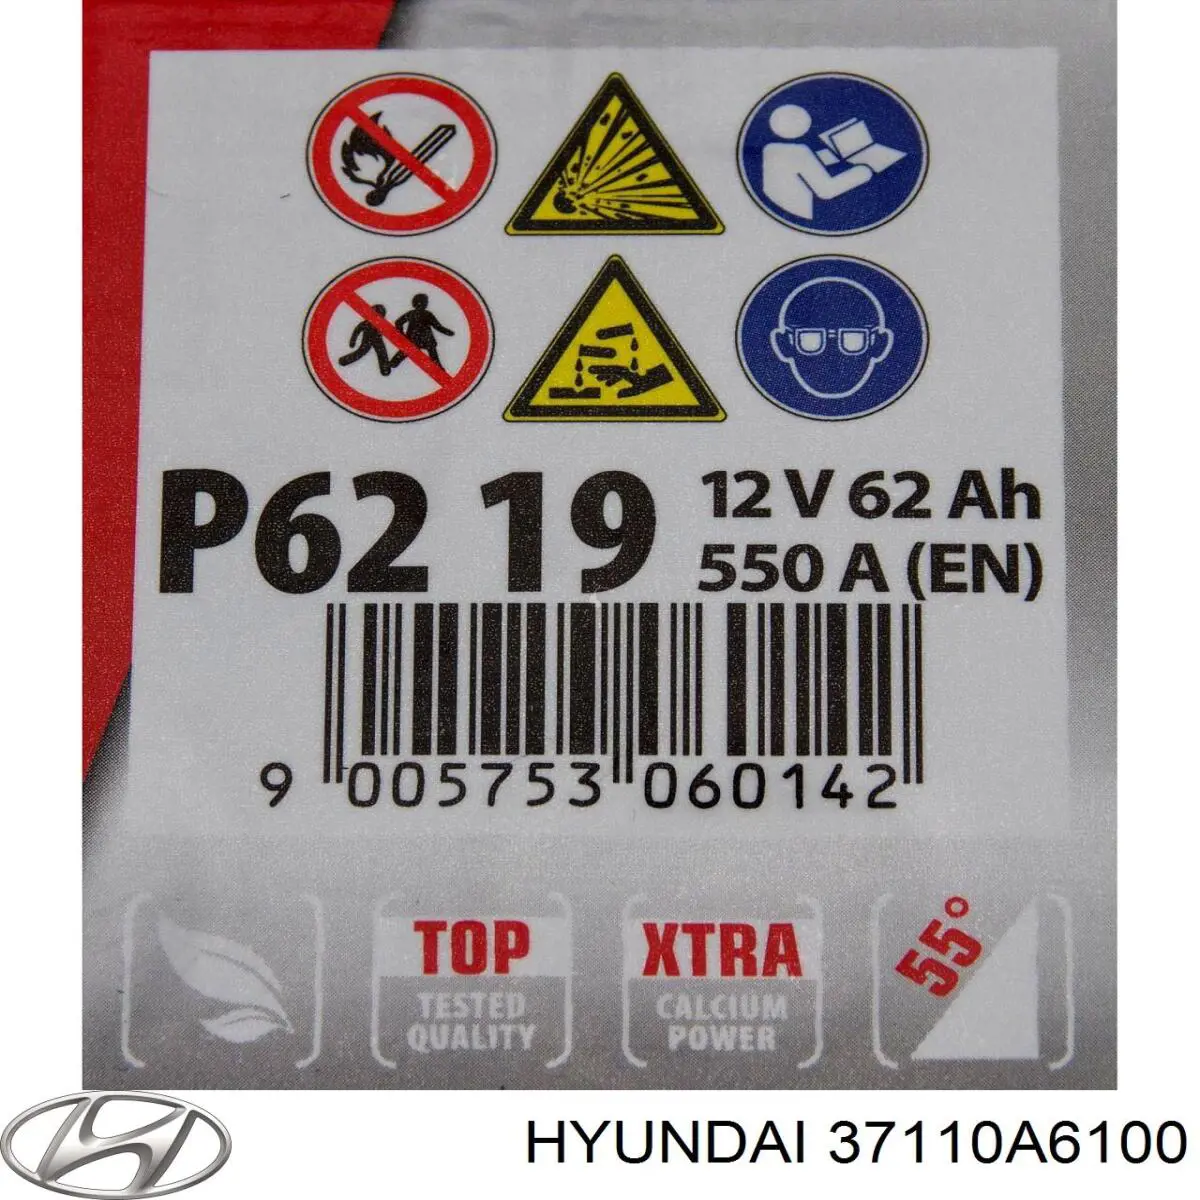 P62 19
12 V 62 Ah
550 A (EN)
9 005753 060142
TOP
TESTED
QUALITY
XTRA
CALCIUM
POWER
55°
HYUNDAI 37110A6100